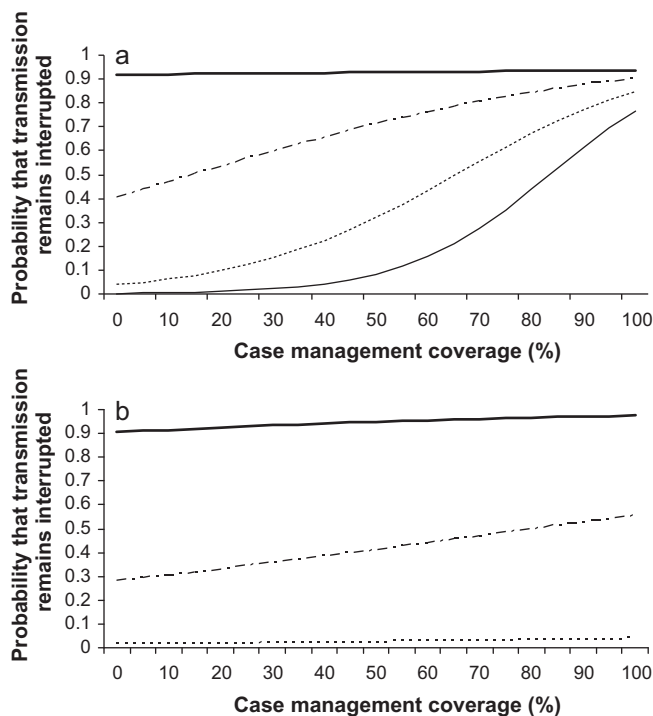 a
Probability that transmission
remains interrupted
1
0.9
0.8
0.7
0.6
0.5
0.4
0.3
0.2
0.1
0
0 10 20 30 40 50 60 70 80 90 100
Case management coverage (%)
b
Probability that transmission
remains interrupted
1
0.9
0.8
0.7
0.6
0.5
0.4
0.3
0.2
0.1
0
0 10 20 30 40 50 60 70 80 90 100
Case management coverage (%)